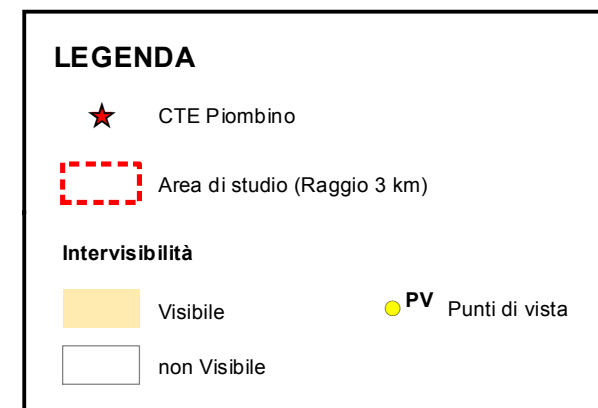 LEGENDA
CTE Piombino
Area di studio (Raggio 3 km)
Intervisibilità
Visibile
PV Punti di vista
non Visibile